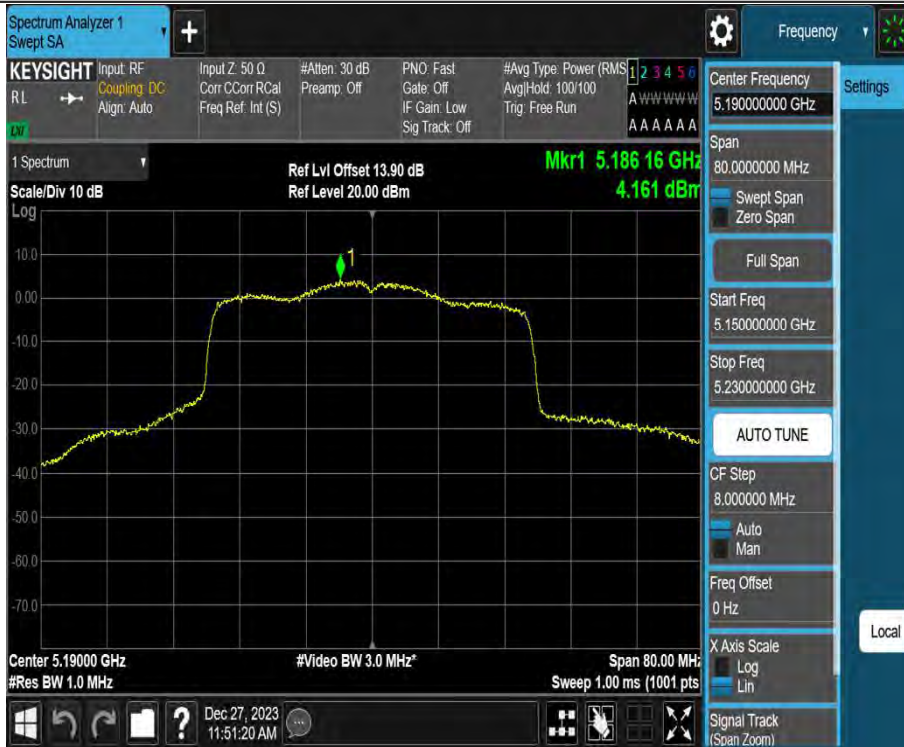 Spectrum Analyzer 1
Swept SA
+
Frequency
KEYSIGHT
RL
LXI
Input: RF
Coupling: DC
Align: Auto
Input Z: 50 Ω
Corr CCorr RCal
Freq Ref: Int (S)
#Atten: 30 dB
Preamp: Off
PNO: Fast
Gate: Off
IF Gain: Low
Sig Track: Off
#Avg Type: Power (RMS
Avg|Hold: 100/100
Trig: Free Run
1 2 3 4 5 6
A W W W W W
A A A A A A
Center Frequency
5.190000000 GHz
Settings
1 Spectrum
Scale/Div 10 dB
Ref Lvl Offset 13.90 dB
Ref Level 20.00 dBm
Mkr1 5.186 16 GHz
4.161 dBm
Span
80.0000000 MHz
Swept Span
Zero Span
Full Span
Start Freq
5.150000000 GHz
Stop Freq
5.230000000 GHz
AUTO TUNE
CF Step
8.000000 MHz
Auto
Man
Freq Offset
0 Hz
X Axis Scale
Log
Lin
Signal Track
(Span Zoom)
Local
Log
1
10.0
0.00
-10.0
-20.0
-30.0
-40.0
-50.0
-60.0
-70.0
Center 5.19000 GHz
#Res BW 1.0 MHz
#Video BW 3.0 MHz*
Span 80.00 MHz
Sweep 1.00 ms (1001 pts
?
Dec 27, 2023
11:51:20 AM